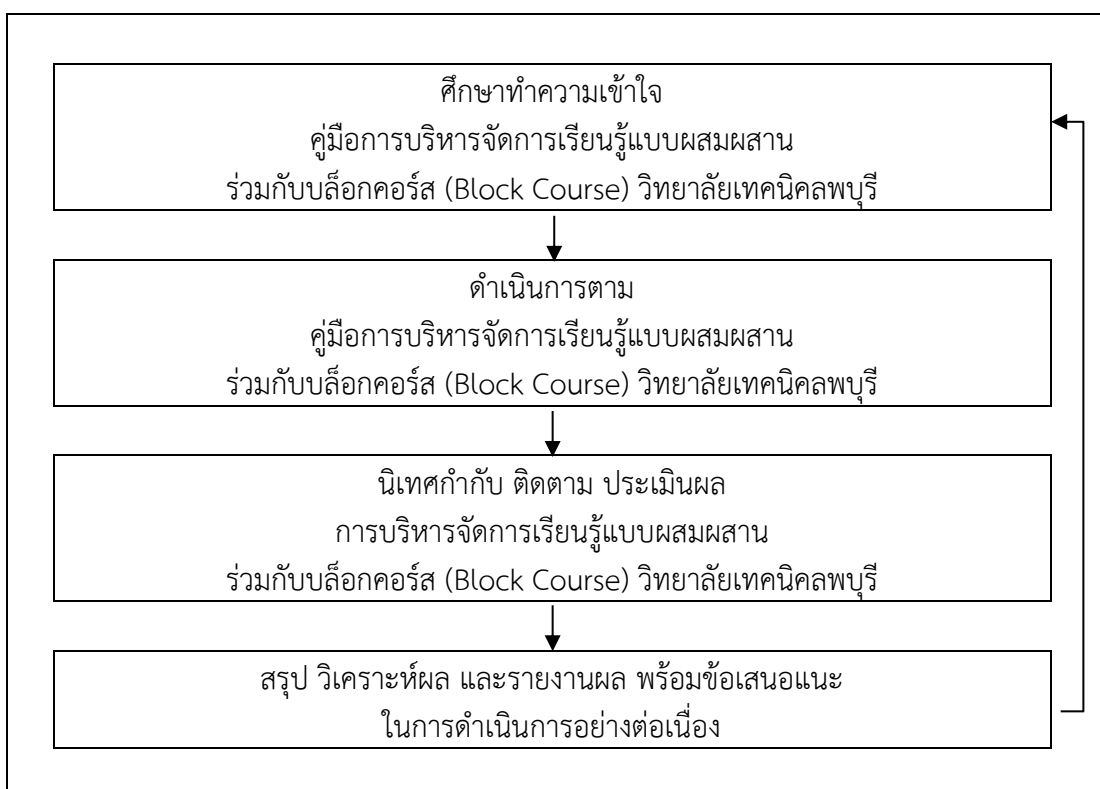 ศึกษาทำความเข้าใจ
คู่มือการบริหารจัดการเรียนรู้แบบผสมผสาน
ร่วมกับบล็อกคอร์ส (Block Course) วิทยาลัยเทคนิคลพบุรี
ดำเนินการตาม
คู่มือการบริหารจัดการเรียนรู้แบบผสมผสาน
ร่วมกับบล็อกคอร์ส (Block Course) วิทยาลัยเทคนิคลพบุรี
นิเทศกำกับ ติดตาม ประเมินผล
การบริหารจัดการเรียนรู้แบบผสมผสาน
ร่วมกับบล็อกคอร์ส (Block Course) วิทยาลัยเทคนิคลพบุรี
สรุป วิเคราะห์ผล และรายงานผล พร้อมข้อเสนอแนะ
ในการดำเนินการอย่างต่อเนื่อง